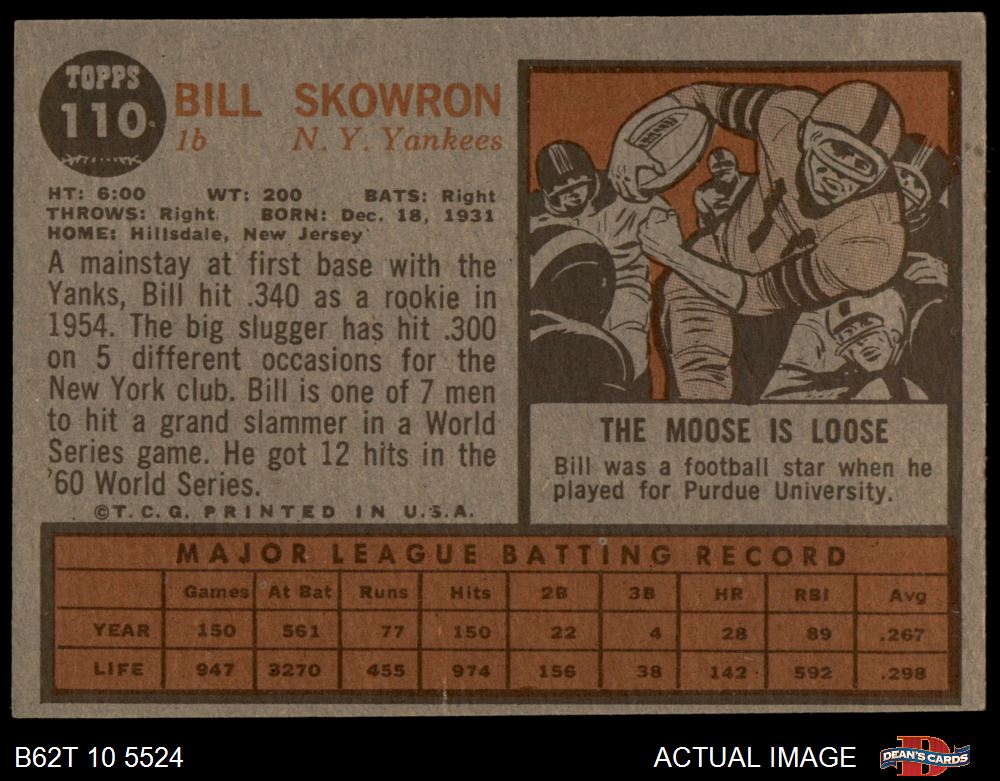 TOPPS
110
BILL SKOWRON
1b N. Y. Yankees
HT: 6:00 WT: 200 BATS: Right
THROWS: Right BORN: Dec. 18, 1931
HOME: Hillsdale, New Jersey
A mainstay at first base with the
Yanks, Bill hit .340 as a rookie in
1954. The big slugger has hit .300
on 5 different occasions for the
New York club. Bill is one of 7 men
to hit a grand slammer in a World
Series game. He got 12 hits in the
'60 World Series.
©T.C.G. PRINTED IN U.S.A.
THE MOOSE IS LOOSE
Bill was a football star when he
played for Purdue University.
MAJOR LEAGUE BATTING RECORD
Games At Bat Runs Hits 2B 3B HR RBI Avg
YEAR 150 561 77 150 22 4 28 89 .267
LIFE 947 3270 455 974 156 38 142 592 .298
B62T 10 5524
ACTUAL IMAGE
DEAN'S CARDS